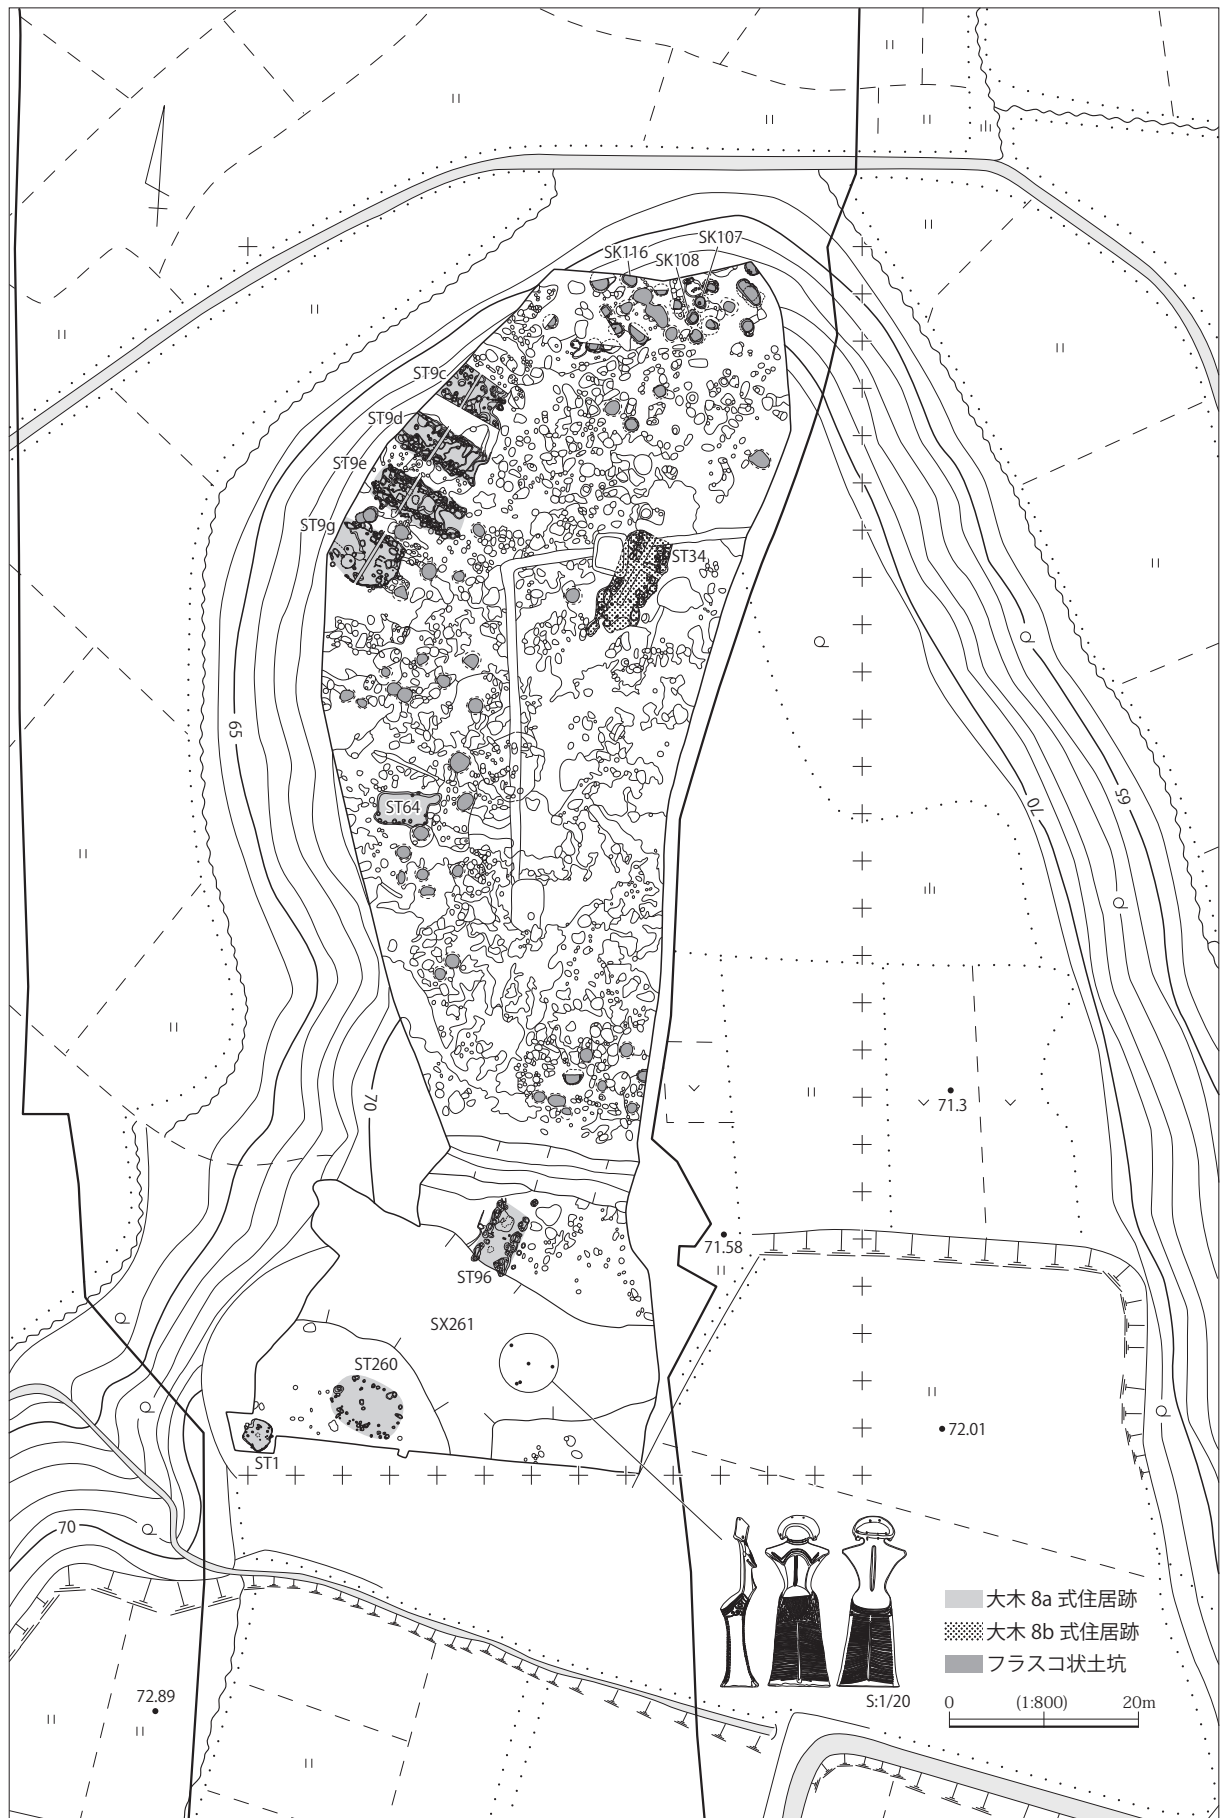 SK107
SK116
SK108
ST9c
ST9d
ST9e
ST9g
ST34
65
ST64
70
65
70
71.3
71.58
ST96
SX261
ST260
72.01
ST1
70
大木 8a 式住居跡
大木 8b 式住居跡
フラスコ状土坑
72.89
S:1/20
0 (1:800) 20m